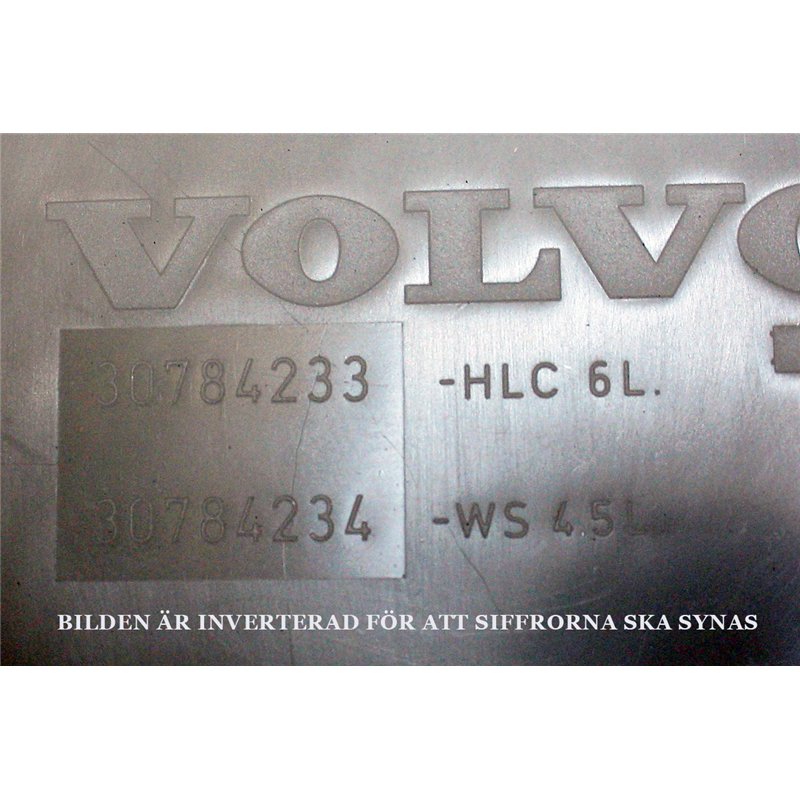 VOLVO
30784233 -HLC 6L.
30784234 -WS 4.5L.
BILDEN ÄR INVERTERAD FÖR ATT SIFFRORNA SKA SYNAS